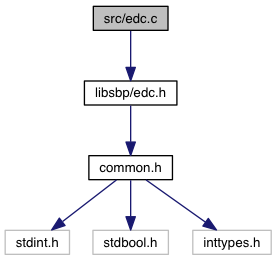 src/edc.c
libsbp/edc.h
common.h
stdint.h
stdbool.h
inttypes.h